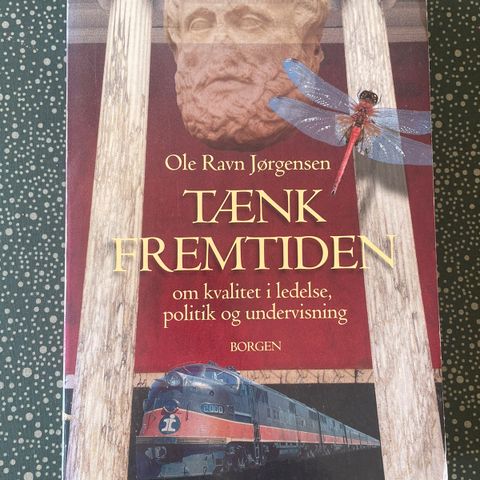 Ole Ravn Jørgensen
TÆNK
FREMTIDEN
om kvalitet i ledelse,
politik og undervisning
BORGEN